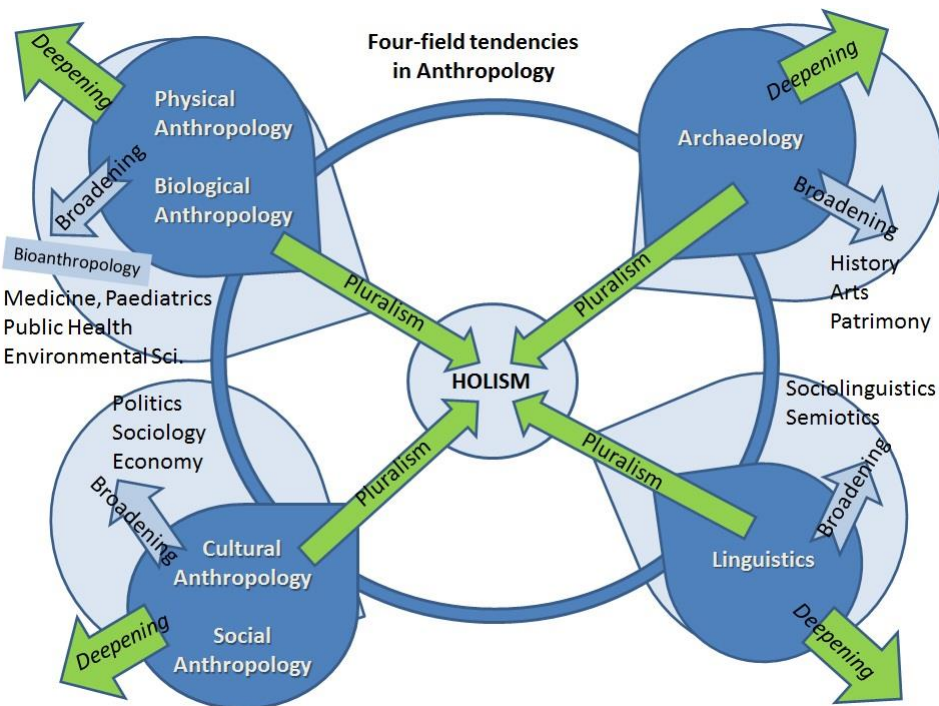 Four-field tendencies
in Anthropology
Deepening
Physical
Anthropology
Biological
Anthropology
Broadening
Bioanthropology
Medicine, Paediatrics
Public Health
Environmental Sci.
Pluralism
Deepening
Archaeology
Broadening
History
Arts
Patrimony
Pluralism
HOLISM
Politics
Sociology
Economy
Broadening
Cultural
Anthropology
Social
Anthropology
Deepening
Pluralism
Sociolinguistics
Semiotics
Broadening
Linguistics
Deepening
Pluralism